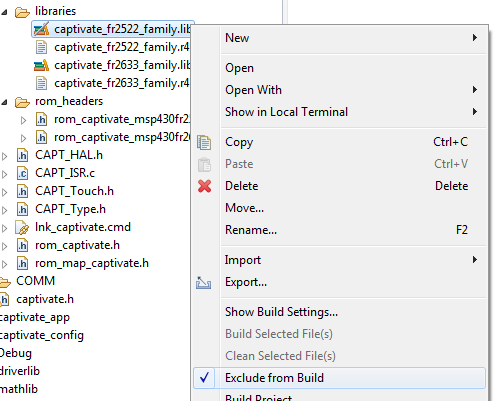 libraries
captivate_fr2522_family.lib
captivate_fr2522_family.r4
captivate_fr2633_family.lib
captivate_fr2633_family.r4
rom_headers
rom_captivate_msp430fr2
rom_captivate_msp430fr2
CAPT_HAL.h
CAPT_ISR.c
CAPT_Touch.h
CAPT_Type.h
lnk_captivate.cmd
rom_captivate.h
rom_map_captivate.h
COMM
captivate.h
captivate_app
captivate_config
Debug
driverlib
mathlib
New
Open
Open With
Show in Local Terminal
Copy Ctrl+C
Paste Ctrl+V
Delete Delete
Move...
Rename... F2
Import
Export...
Show Build Settings...
Build Selected File(s)
Clean Selected File(s)
Exclude from Build
Build Project